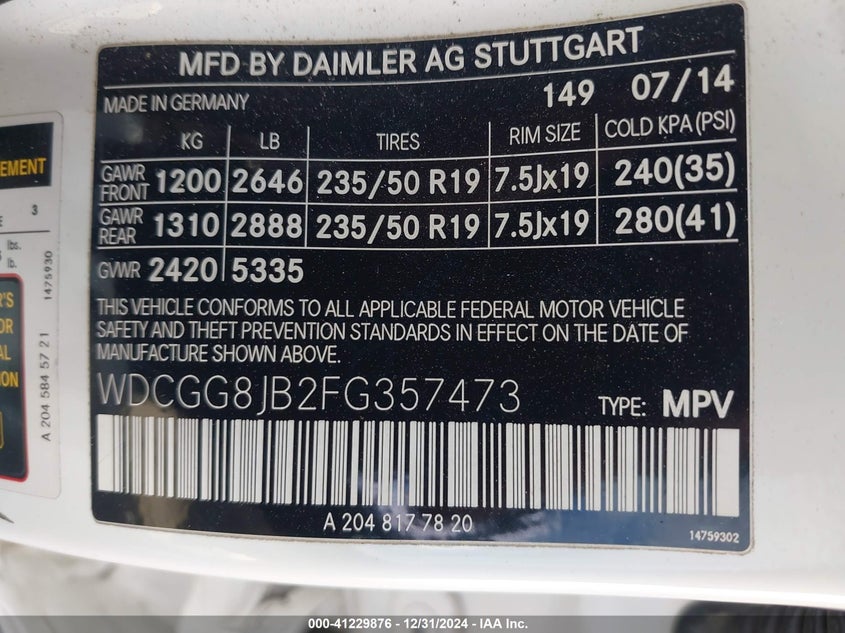 MFD BY DAIMLER AG STUTTGART
MADE IN GERMANY 149 07/14
KG LB TIRES RIM SIZE COLD KPA (PSI)
GAWR FRONT 1200 2646 235/50 R19 7.5Jx19 240(35)
GAWR REAR 1310 2888 235/50 R19 7.5Jx19 280(41)
GVWR 2420 5335
THIS VEHICLE CONFORMS TO ALL APPLICABLE FEDERAL MOTOR VEHICLE
SAFETY AND THEFT PREVENTION STANDARDS IN EFFECT ON THE DATE OF
MANUFACTURE SHOWN ABOVE.
WDCGG8JB2FG357473 TYPE: MPV
A 204 817 78 20
14759302
3
lbs.
lb.
1475930
A 204 584 57 21
000-41229876 - 12/31/2024 - IAA Inc.